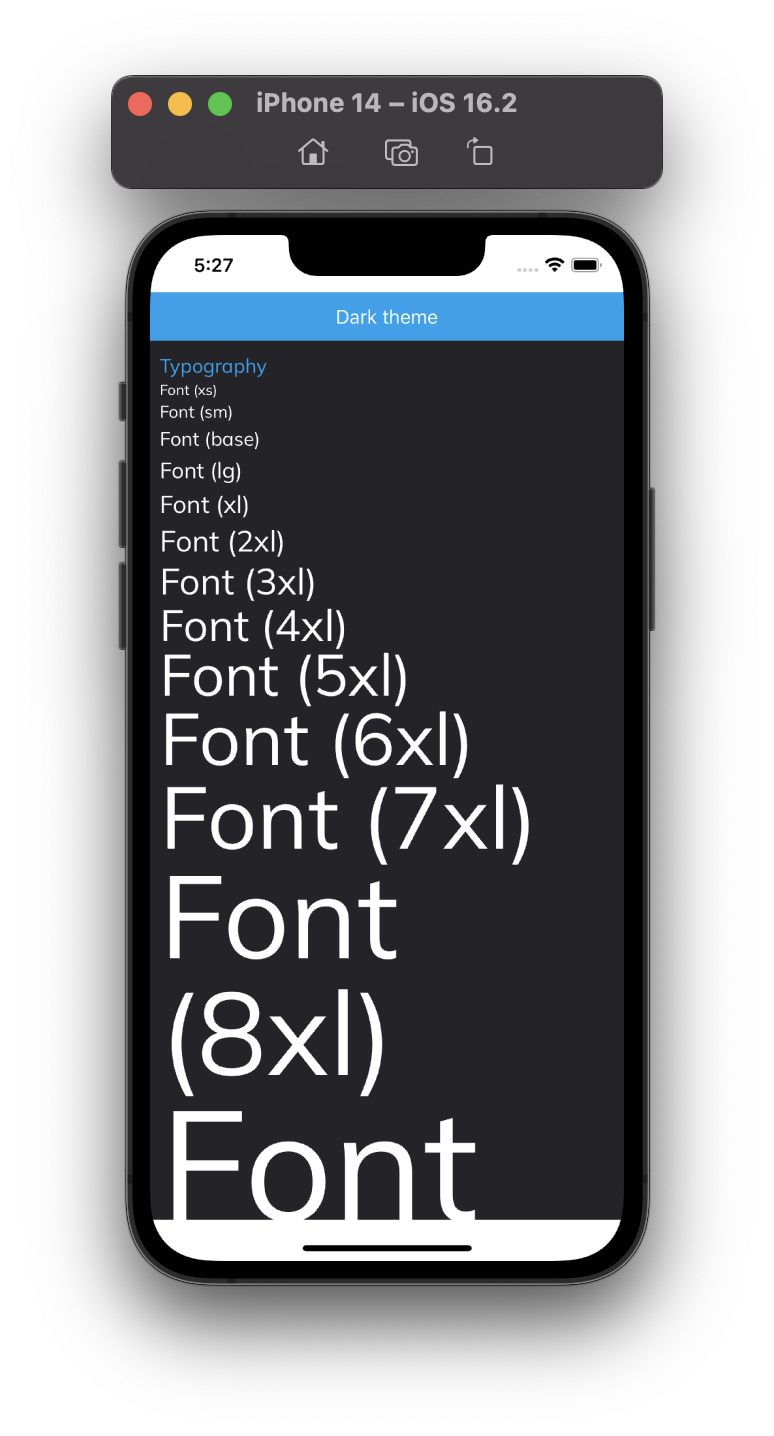 iPhone 14 – iOS 16.2
5:27
Dark theme
Typography
Font (xs)
Font (sm)
Font (base)
Font (lg)
Font (xl)
Font (2xl)
Font (3xl)
Font (4xl)
Font (5xl)
Font (6xl)
Font (7xl)
Font
(8xl)
Font